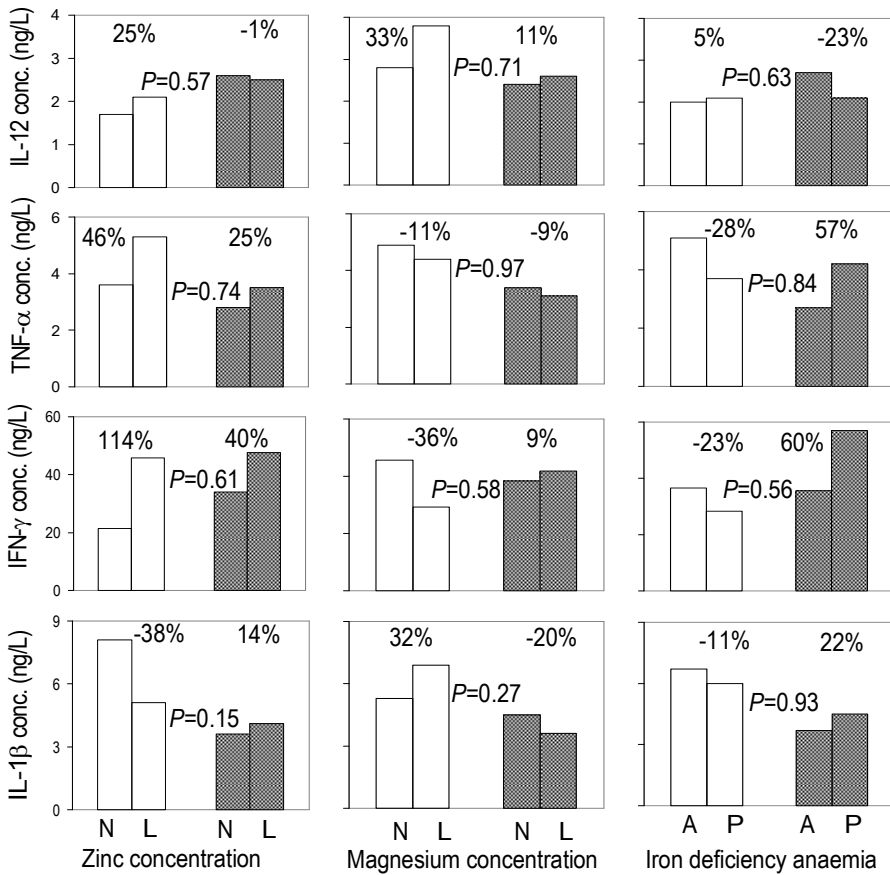 IL-12 conc. (ng/L)
4
3
2
1
0
25%
-1%
P=0.57
33%
11%
P=0.71
5%
-23%
P=0.63
TNF-α conc. (ng/L)
6
4
2
0
46%
25%
P=0.74
-11%
-9%
P=0.97
-28%
57%
P=0.84
IFN-γ conc. (ng/L)
60
40
20
0
114%
40%
P=0.61
-36%
9%
P=0.58
-23%
60%
P=0.56
IL-1β conc. (ng/L)
9
6
3
0
-38%
14%
P=0.15
32%
-20%
P=0.27
-11%
22%
P=0.93
N L N L
N L N L
A P A P
Zinc concentration
Magnesium concentration
Iron deficiency anaemia